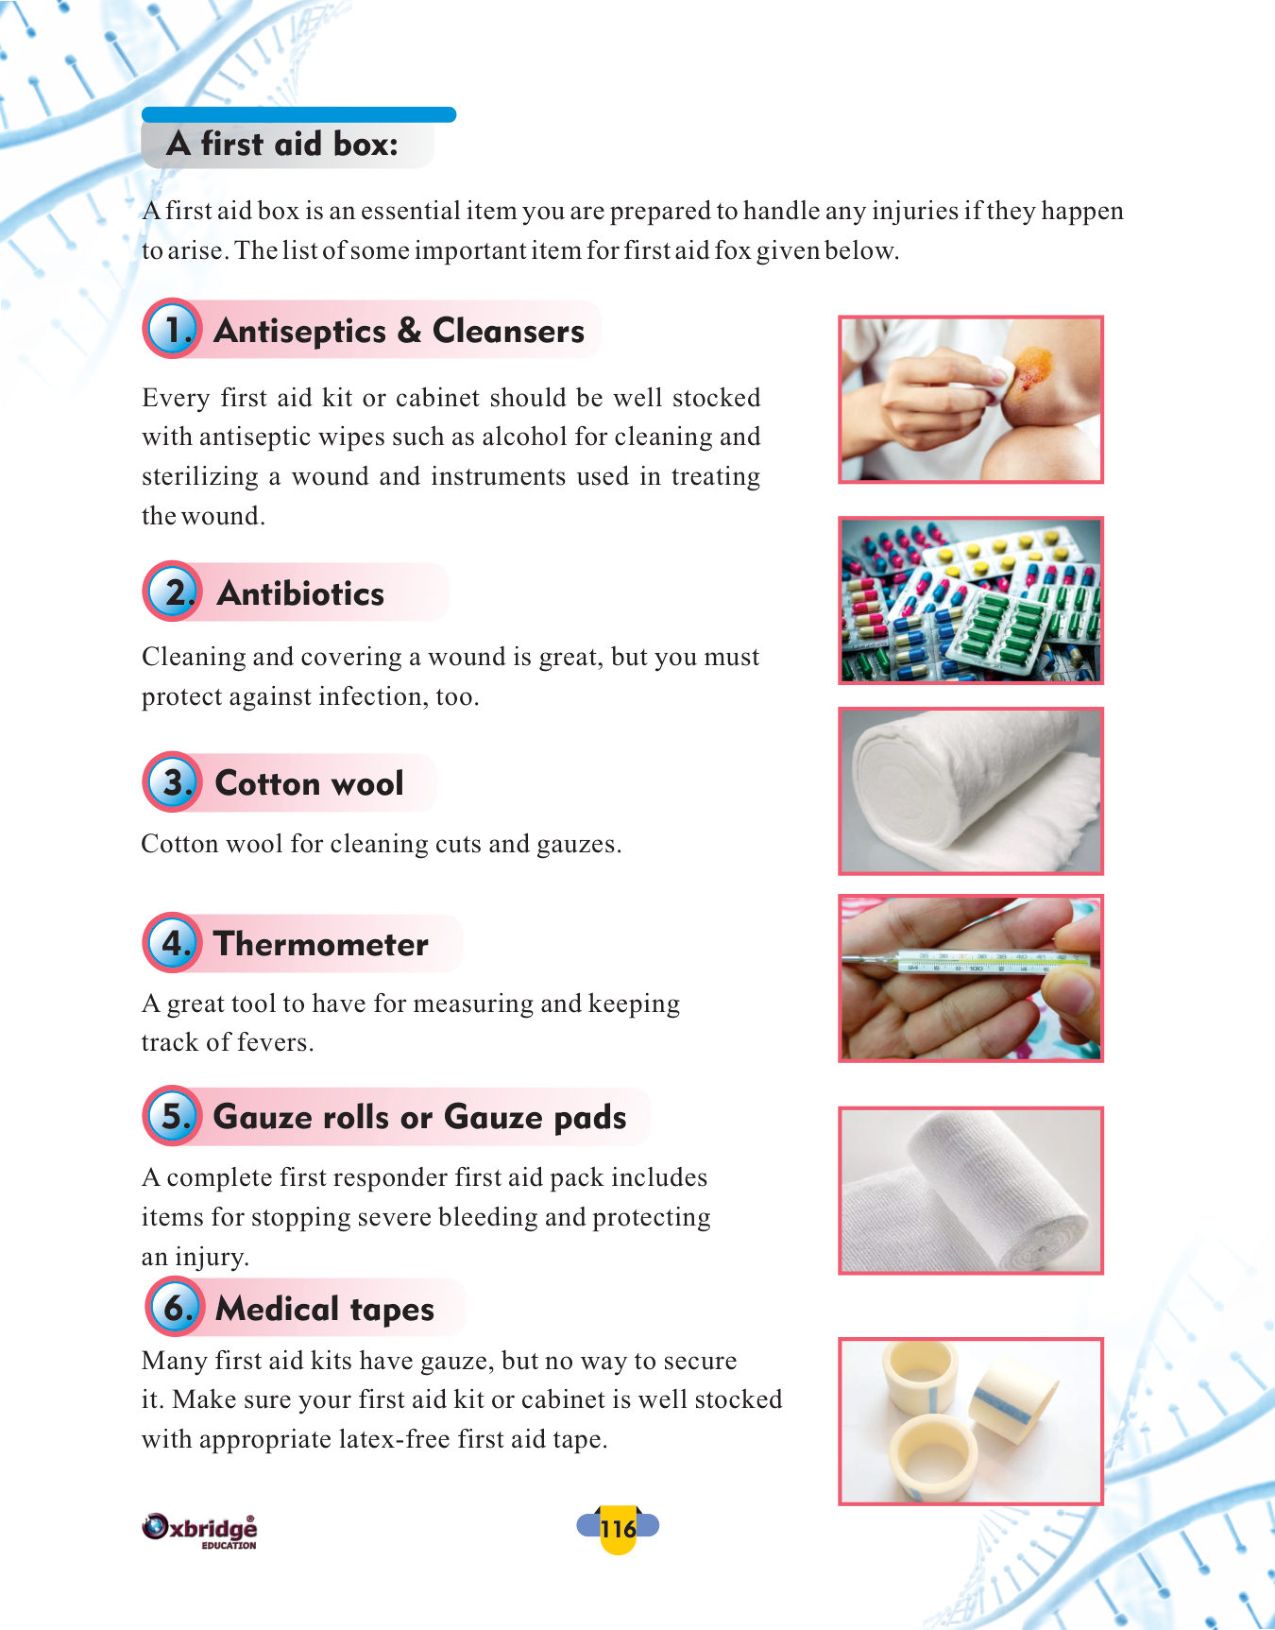 A first aid box:
A first aid box is an essential item you are prepared to handle any injuries if they happen
to arise. The list of some important item for first aid fox given below.
1. Antiseptics & Cleansers
Every first aid kit or cabinet should be well stocked
with antiseptic wipes such as alcohol for cleaning and
sterilizing a wound and instruments used in treating
the wound.
2. Antibiotics
Cleaning and covering a wound is great, but you must
protect against infection, too.
3. Cotton wool
Cotton wool for cleaning cuts and gauzes.
4. Thermometer
A great tool to have for measuring and keeping
track of fevers.
5. Gauze rolls or Gauze pads
A complete first responder first aid pack includes
items for stopping severe bleeding and protecting
an injury.
6. Medical tapes
Many first aid kits have gauze, but no way to secure
it. Make sure your first aid kit or cabinet is well stocked
with appropriate latex-free first aid tape.
Oxbridge®
EDUCATION
116